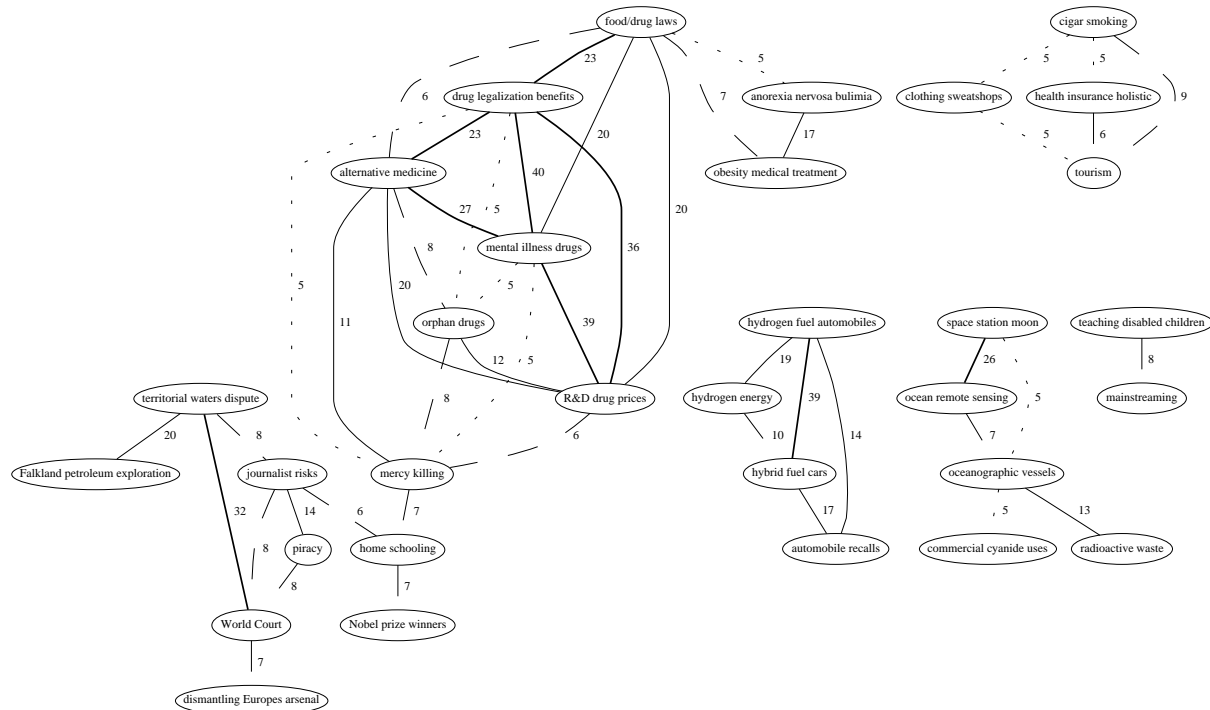 food/drug laws
cigar smoking
23
5
5
5
6
drug legalization benefits
7
anorexia nervosa bulimia
clothing sweatshops
health insurance holistic
9
23
20
17
5
6
alternative medicine
40
obesity medical treatment
tourism
27
5
20
mental illness drugs
8
36
5
20
5
11
orphan drugs
39
hydrogen fuel automobiles
space station moon
teaching disabled children
12
5
19
26
8
territorial waters dispute
R&D drug prices
hydrogen energy
39
ocean remote sensing
5
mainstreaming
20
8
8
6
10
14
7
Falkland petroleum exploration
journalist risks
mercy killing
hybrid fuel cars
oceanographic vessels
32
14
6
7
17
5
13
8
piracy
home schooling
automobile recalls
commercial cyanide uses
radioactive waste
8
7
World Court
Nobel prize winners
7
dismantling Europes arsenal